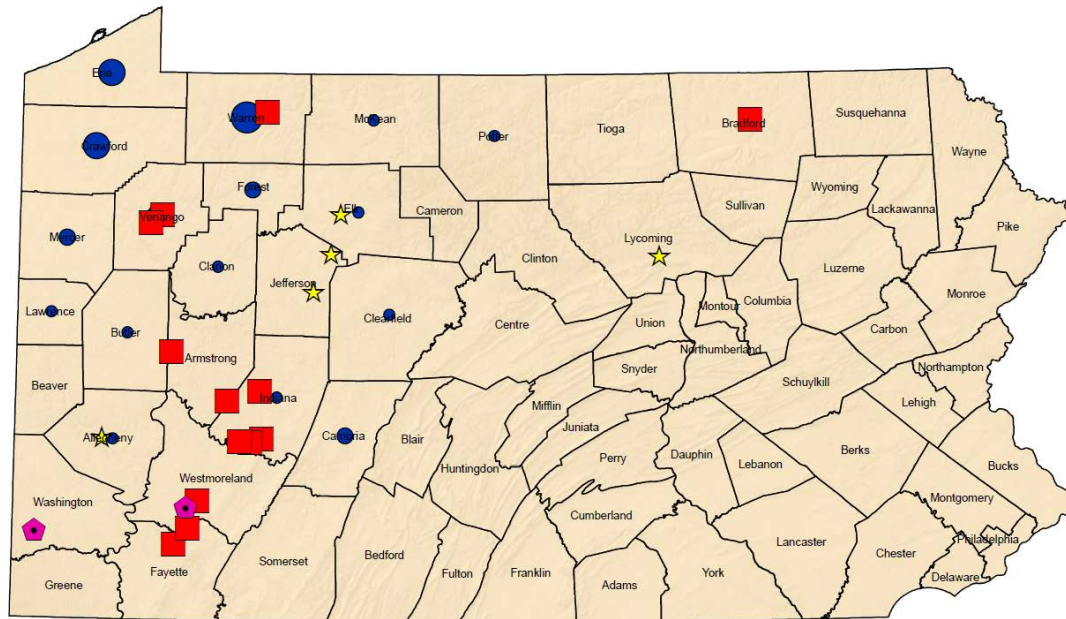 Erie
Warren
McKean
Susquehanna
Bradford
Tioga
Potter
Crawford
Wayne
Forest
Wyoming
Elk
Cameron
Sullivan
Lackawanna
Venango
Pike
Mercer
Lycoming
Clinton
Luzerne
Clarion
Jefferson
Monroe
Columbia
Montour
Lawrence
Clearfield
Centre
Union
Butler
Carbon
Northumberland
Armstrong
Northampton
Snyder
Schuylkill
Beaver
Indiana
Lehigh
Mifflin
Juniata
Allegheny
Cambria
Blair
Berks
Perry
Dauphin
Lebanon
Bucks
Huntingdon
Westmoreland
Washington
Montgomery
Cumberland
Lancaster
Philadelphia
Chester
Bedford
Somerset
Fayette
Fulton
Franklin
York
Delaware
Greene
Adams